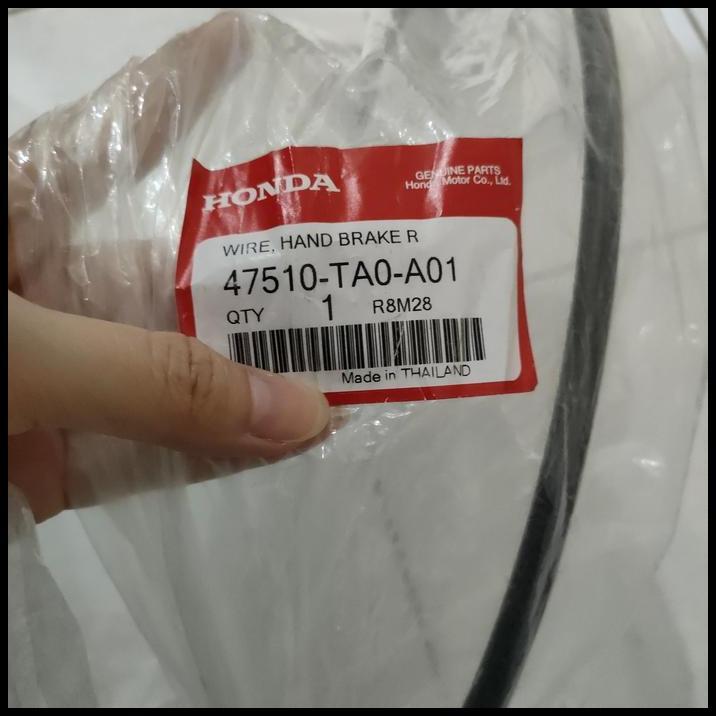 HONDA
GENUINE PARTS
Honda Motor Co., Ltd.
WIRE, HAND BRAKE R
47510-TA0-A01
QTY 1 R8M28
Made in THAILAND